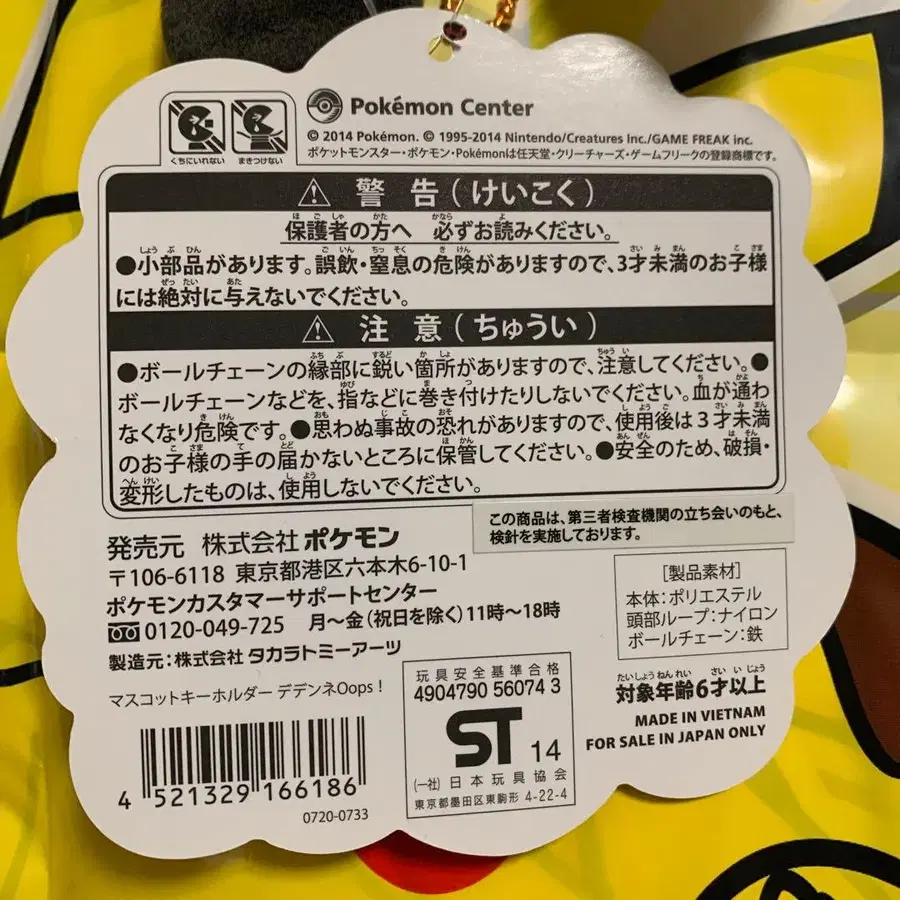 くちにいれない
まきつけない
Pokémon Center
© 2014 Pokémon. © 1995-2014 Nintendo/Creatures Inc./GAME FREAK inc.
ポケットモンスター・ポケモン・Pokémonは任天堂・クリーチャーズ・ゲームフリークの登録商標です。
警告(けいこく)
保護者の方へ 必ずお読みください。
●小部品があります。誤飲・窒息の危険がありますので、3才未満のお子様
には絶対に与えないでください。
注意(ちゅうい)
●ボールチェーンの縁部に鋭い箇所がありますので、注意してください。●
ボールチェーンなどを、指などに巻き付けたりしないでください。血が通わ
なくなり危険です。●思わぬ事故の恐れがありますので、使用後は3才未満
のお子様の手の届かないところに保管してください。●安全のため、破損・
変形したものは、使用しないでください。
この商品は、第三者検査機関の立ち会いのもと、
検針を実施しております。
発売元 株式会社 ポケモン
〒106-6118 東京都港区六本木6-10-1
ポケモンカスタマーサポートセンター
0120-049-725 月～金(祝日を除く)11時～18時
製造元:株式会社 タカラトミーアーツ
マスコットキーホルダー デデンネOops!
4 521329 166186
0720-0733
玩具安全基準合格
4904790 56074 3
ST 14
(一社)日本玩具協会
東京都墨田区東駒形 4-22-4
[製品素材]
本体:ポリエステル
頭部ループ:ナイロン
ボールチェーン:鉄
対象年齢6才以上
MADE IN VIETNAM
FOR SALE IN JAPAN ONLY